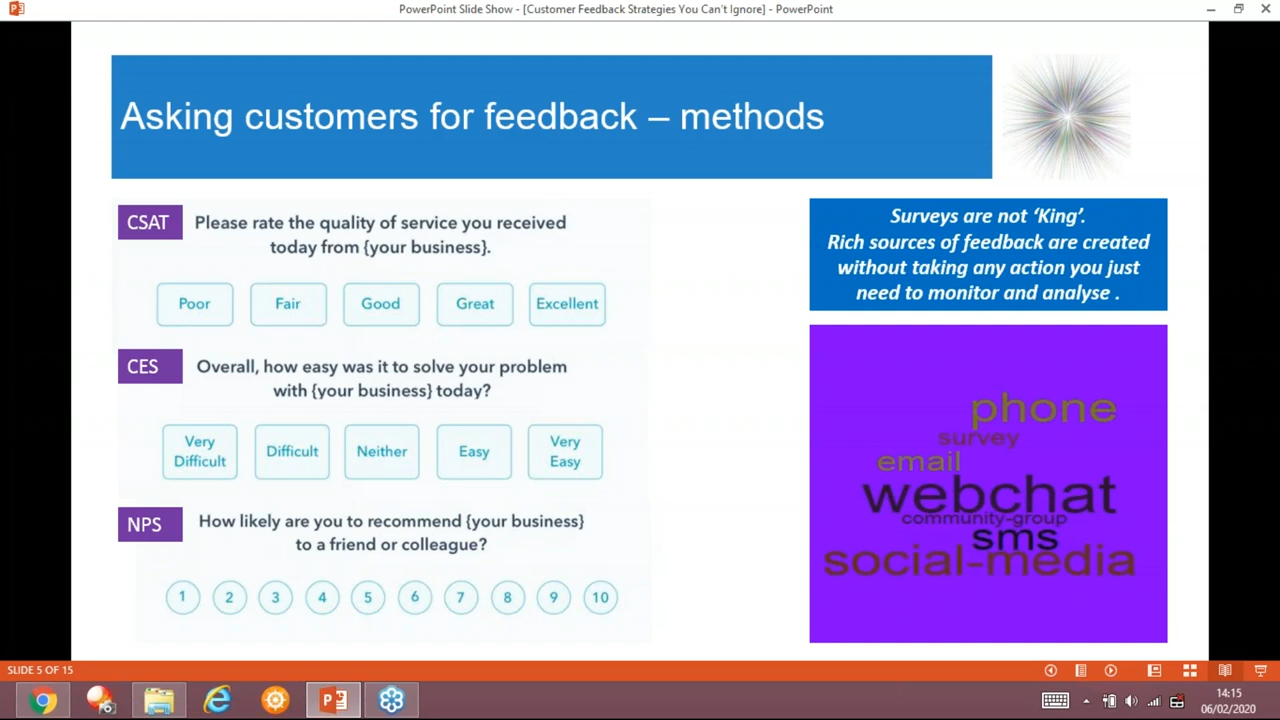 PowerPoint Slide Show - [Customer Feedback Strategies You Can't Ignore] - PowerPoint
Asking customers for feedback – methods
CSAT
Please rate the quality of service you received
today from {your business}.
Poor
Fair
Good
Great
Excellent
CES
Overall, how easy was it to solve your problem
with {your business} today?
Very
Difficult
Difficult
Neither
Easy
Very
Easy
NPS
How likely are you to recommend {your business}
to a friend or colleague?
1 2 3 4 5 6 7 8 9 10
Surveys are not ‘King’.
Rich sources of feedback are created
without taking any action you just
need to monitor and analyse .
phone
survey
email
webchat
community-group
sms
social-media
SLIDE 5 OF 15
14:15
06/02/2020